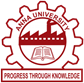 ANNA UNIVERSITY
PROGRESS THROUGH KNOWLEDGE